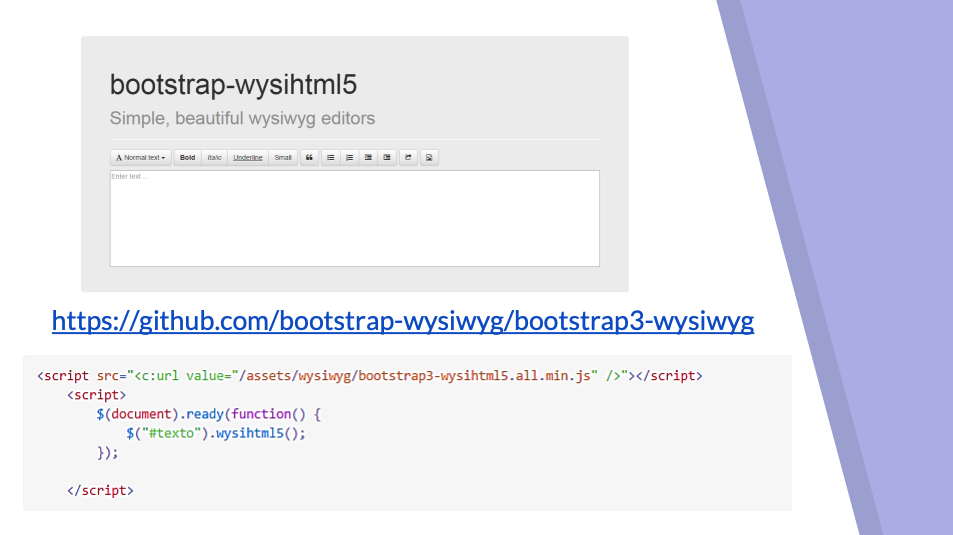 bootstrap-wysihtml5
Simple, beautiful wysiwyg editors
A Normal text Bold Italic Underline Small
Enter text ...
https://github.com/bootstrap-wysiwyg/bootstrap3-wysiwyg
<script src="<c:url value="/assets/wysiwyg/bootstrap3-wysihtml5.all.min.js" />"></script>
<script>
$(document).ready(function() {
$("#texto").wysihtml5();
});
</script>